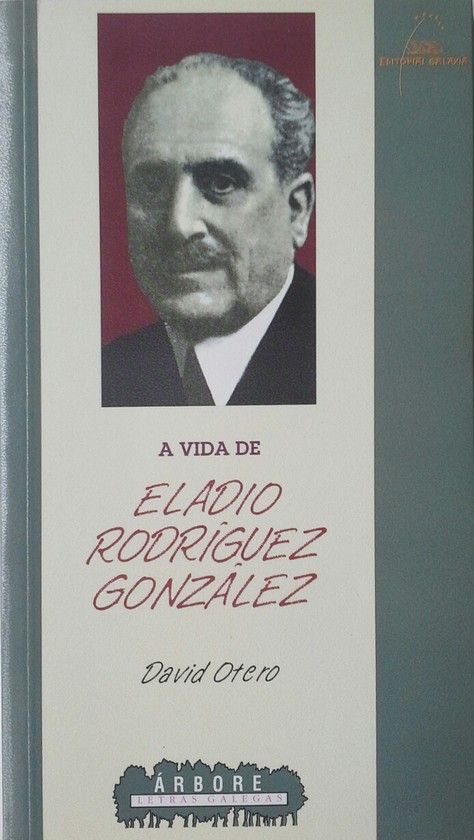 EDITORIAL GALAXIA
A VIDA DE
ELADIO
RODRÍGUEZ
GONZÁLEZ
David Otero
ÁRBORE
LETRAS GALEGAS